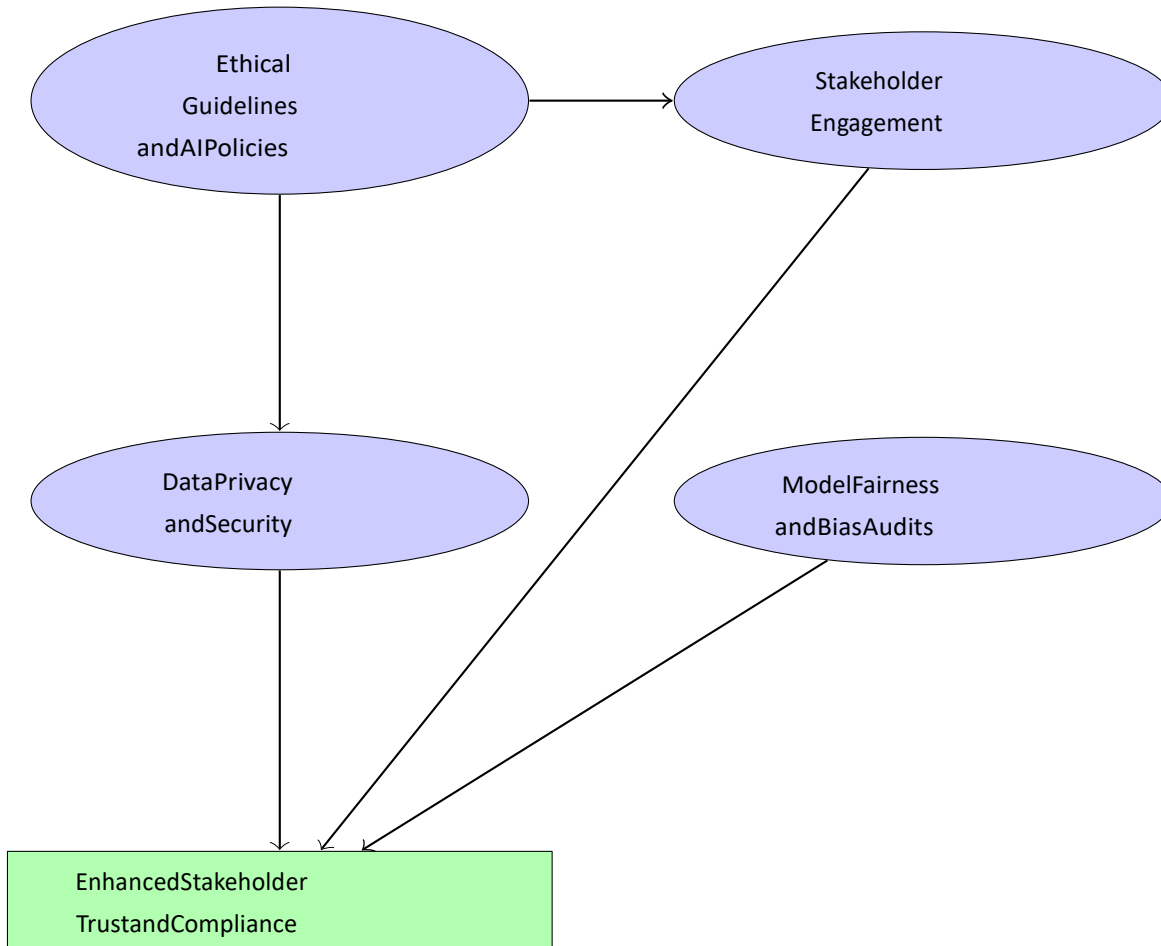 Ethical
Guidelines
andAIPolicies
Stakeholder
Engagement
DataPrivacy
andSecurity
ModelFairness
andBiasAudits
EnhancedStakeholder
TrustandCompliance